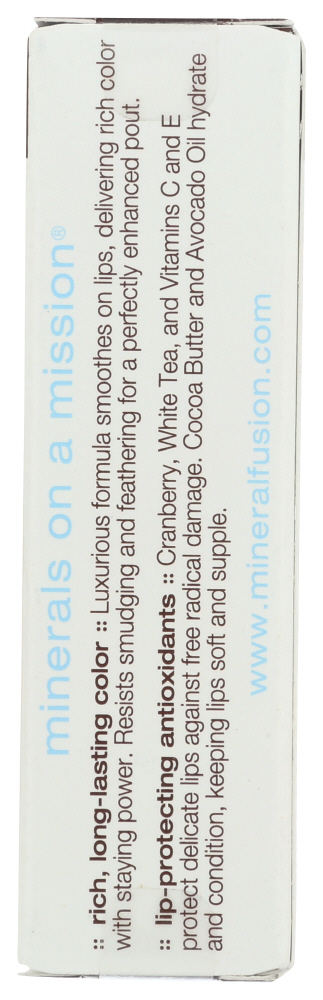 minerals on a mission®
:: rich, long-lasting color :: Luxurious formula smoothes on lips, delivering rich color
with staying power. Resists smudging and feathering for a perfectly enhanced pout.
:: lip-protecting antioxidants :: Cranberry, White Tea, and Vitamins C and E
protect delicate lips against free radical damage. Cocoa Butter and Avocado Oil hydrate
and condition, keeping lips soft and supple.
www.mineralfusion.com